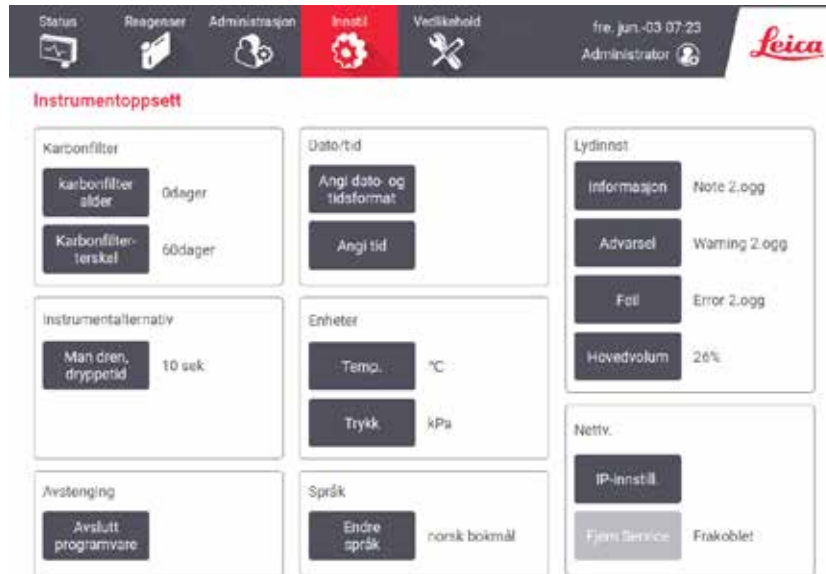 Status
Reagenser
Administrasjon
Innstil
Vedlikehold
fre. jun.-03 07:23
Administrator
Leica
Instrumentoppsett
Karbonfilter
karbonfilter
alder
0dager
Karbonfilter-
terskel
60dager
Dato/tid
Angi dato- og
tidsformat
Angi tid
Lydinnst
Informasjon
Note 2.ogg
Advarsel
Warning 2.ogg
Feil
Error 2.ogg
Hovedvolum
26%
Instrumentalternativ
Man dren,
dryppetid
10 sek
Enheter
Temp.
°C
Trykk
kPa
Nettv.
IP-innstill.
Fjern Service
Frakoblet
Avstenging
Avslutt
programvare
Språk
Endre
språk
norsk bokmål